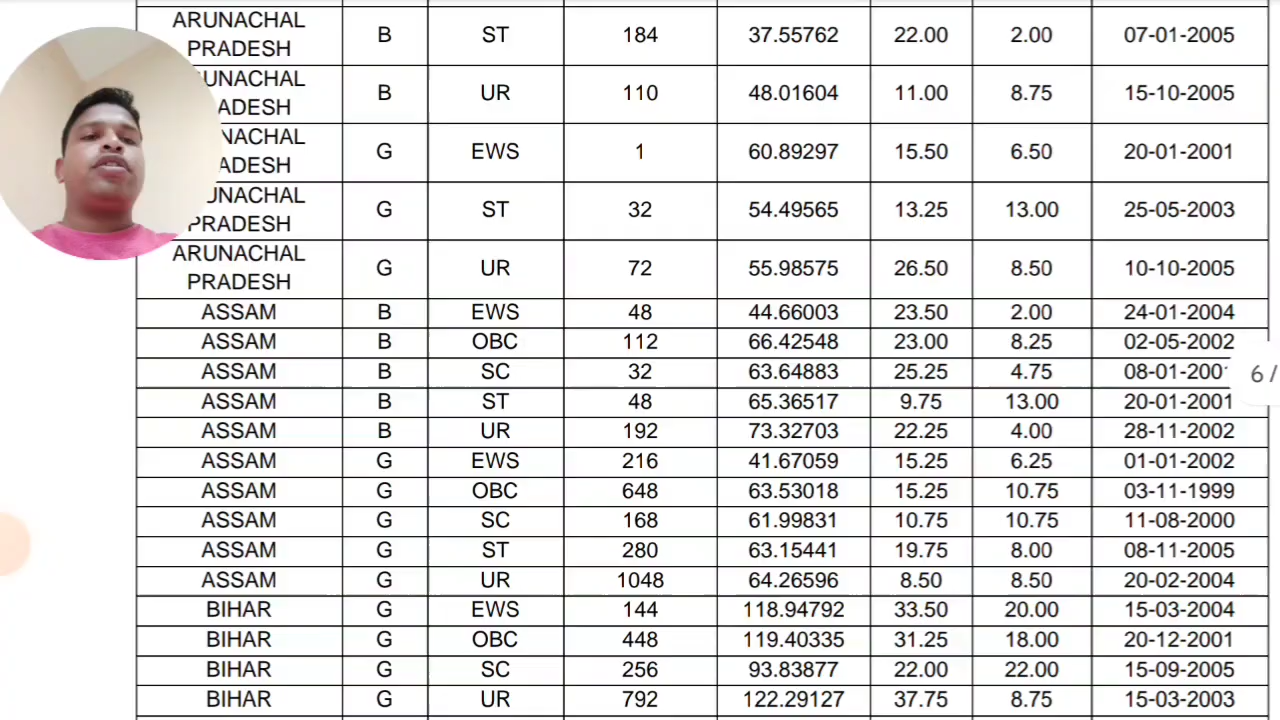 ARUNACHAL
PRADESH B ST 184 37.55762 22.00 2.00 07-01-2005
UNACHAL
ADESH B UR 110 48.01604 11.00 8.75 15-10-2005
NACHAL
ADESH G EWS 1 60.89297 15.50 6.50 20-01-2001
UNACHAL
PRADESH G ST 32 54.49565 13.25 13.00 25-05-2003
ARUNACHAL
PRADESH G UR 72 55.98575 26.50 8.50 10-10-2005
ASSAM B EWS 48 44.66003 23.50 2.00 24-01-2004
ASSAM B OBC 112 66.42548 23.00 8.25 02-05-2002
ASSAM B SC 32 63.64883 25.25 4.75 08-01-200 6 /
ASSAM B ST 48 65.36517 9.75 13.00 20-01-2001
ASSAM B UR 192 73.32703 22.25 4.00 28-11-2002
ASSAM G EWS 216 41.67059 15.25 6.25 01-01-2002
ASSAM G OBC 648 63.53018 15.25 10.75 03-11-1999
ASSAM G SC 168 61.99831 10.75 10.75 11-08-2000
ASSAM G ST 280 63.15441 19.75 8.00 08-11-2005
ASSAM G UR 1048 64.26596 8.50 8.50 20-02-2004
BIHAR G EWS 144 118.94792 33.50 20.00 15-03-2004
BIHAR G OBC 448 119.40335 31.25 18.00 20-12-2001
BIHAR G SC 256 93.83877 22.00 22.00 15-09-2005
BIHAR G UR 792 122.29127 37.75 8.75 15-03-2003